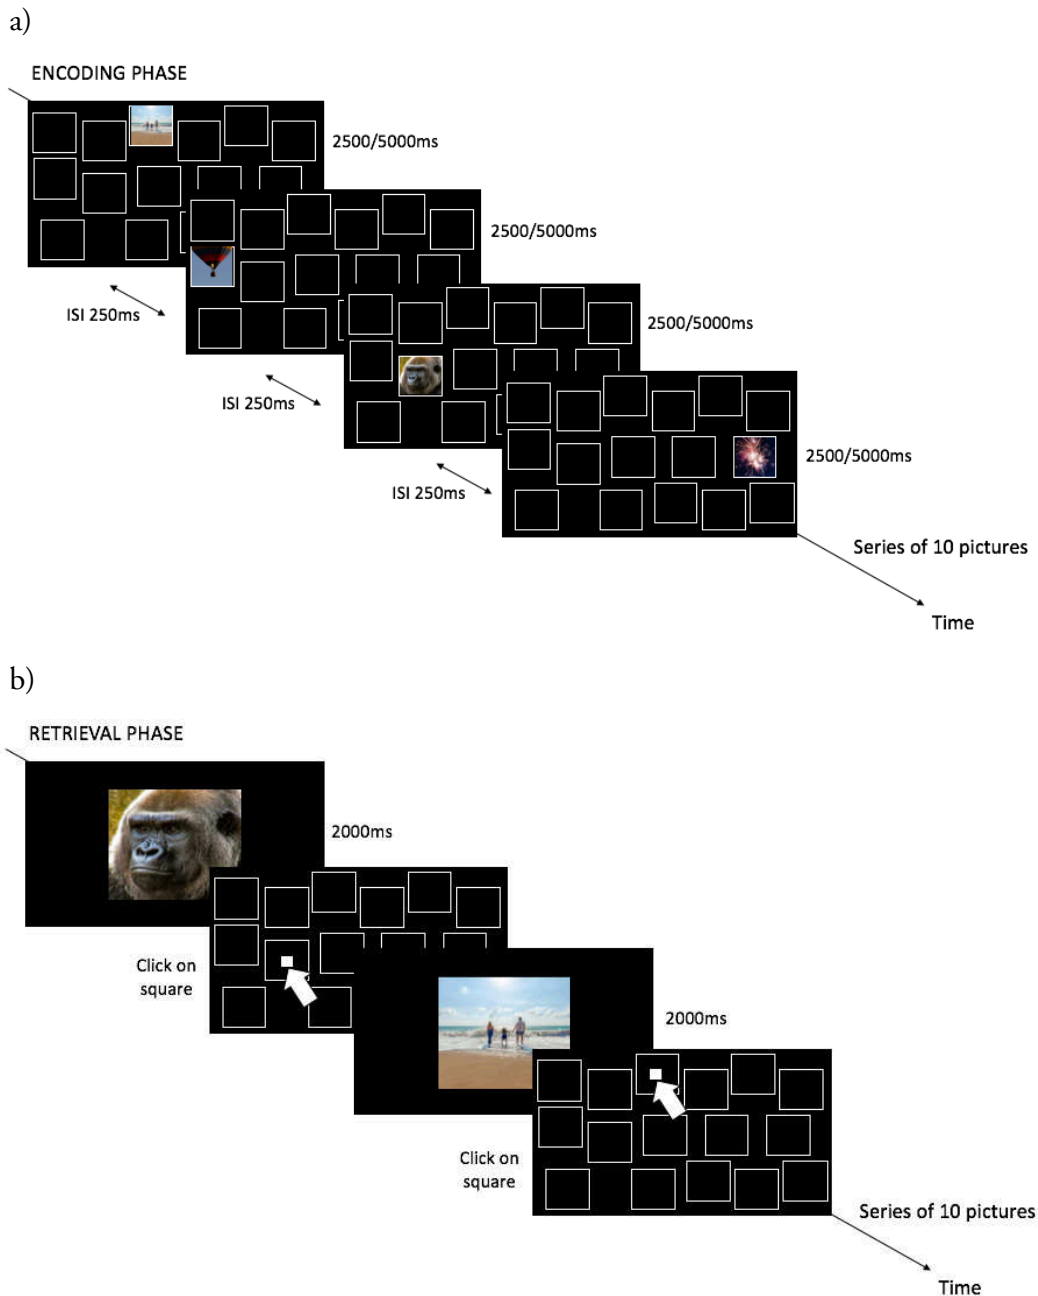 a)
ENCODING PHASE
2500/5000ms
2500/5000ms
ISI 250ms
2500/5000ms
ISI 250ms
2500/5000ms
ISI 250ms
Series of 10 pictures
Time
b)
RETRIEVAL PHASE
2000ms
Click on
square
2000ms
Click on
square
Series of 10 pictures
Time